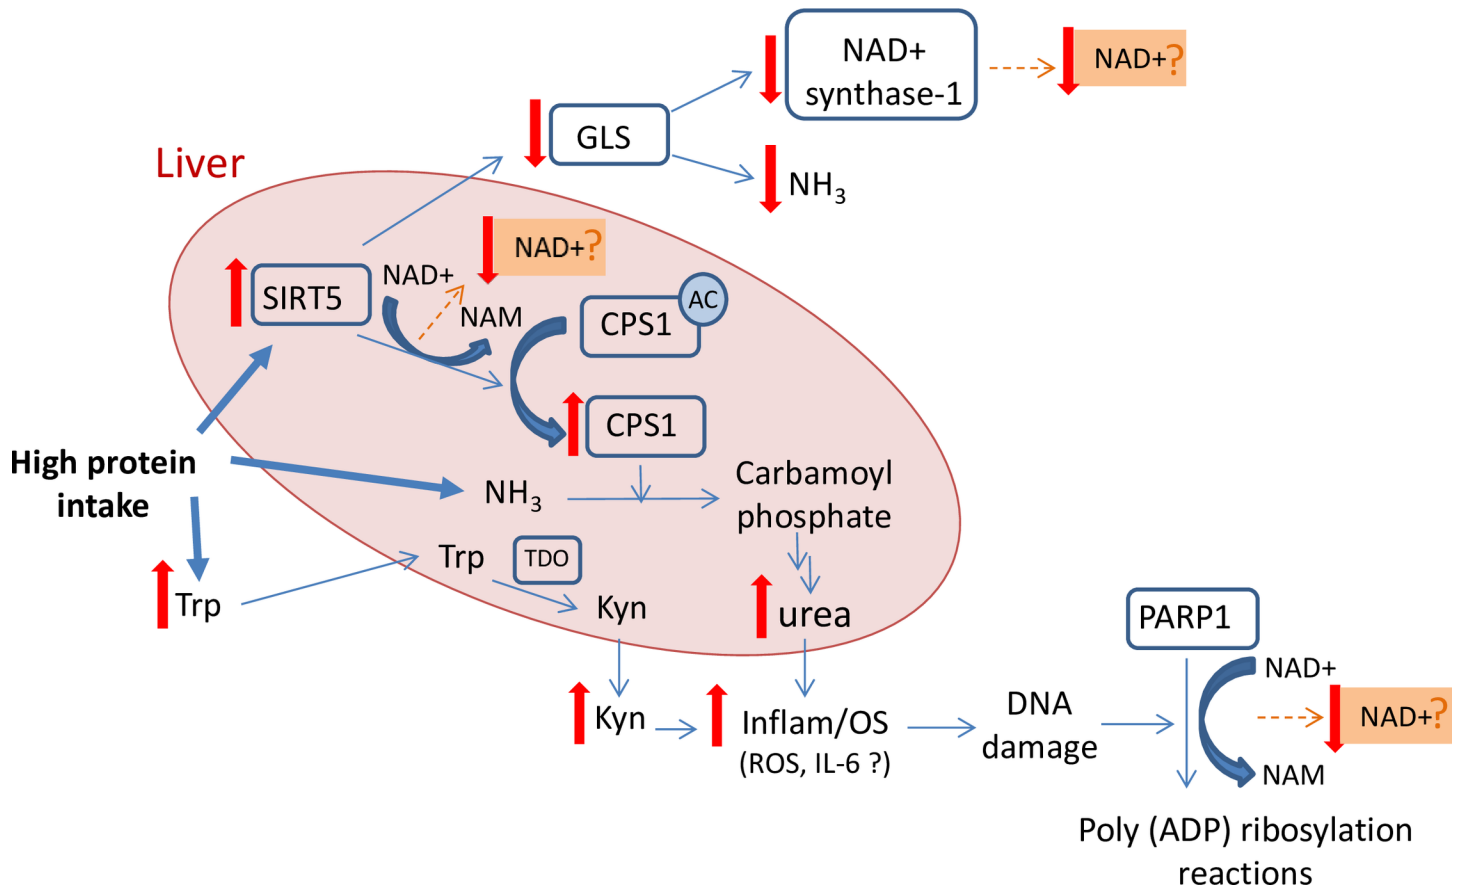 NAD+
synthase-1
NAD+?
GLS
NH3
Liver
NAD+?
NAD+
SIRT5
NAM
CPS1
AC
CPS1
High protein
intake
NH3
Carbamoyl
phosphate
Trp
TDO
Trp
Kyn
urea
PARP1
NAD+
Kyn
Inflam/OS
(ROS, IL-6 ?)
DNA
damage
NAD+?
NAM
Poly (ADP) ribosylation
reactions